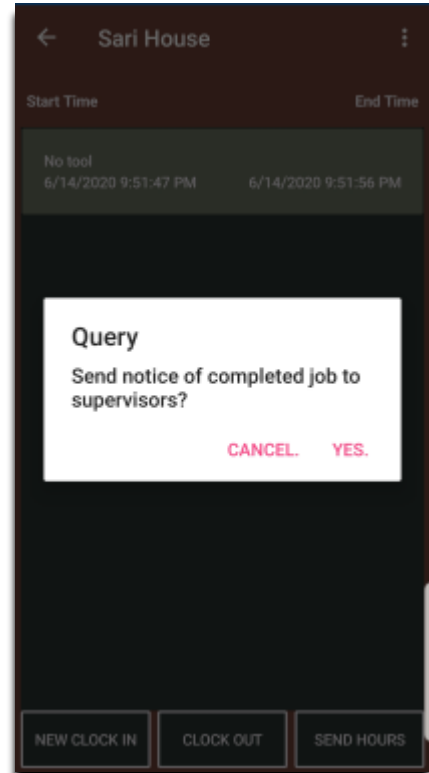 Sari House
Start Time End Time
No tool
6/14/2020 9:51:47 PM 6/14/2020 9:51:56 PM
Query
Send notice of completed job to
supervisors?
CANCEL. YES.
NEW CLOCK IN CLOCK OUT SEND HOURS